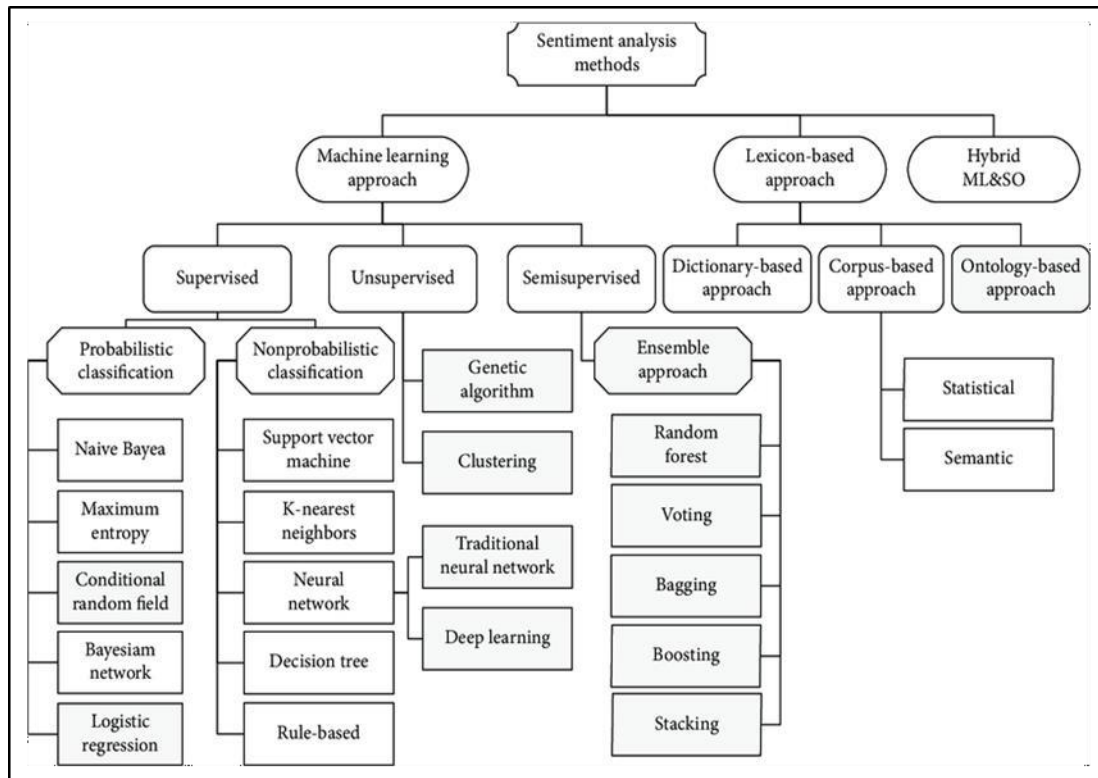 Sentiment analysis
methods
Machine learning
approach
Lexicon-based
approach
Hybrid
ML&SO
Supervised
Unsupervised
Semisupervised
Dictionary-based
approach
Corpus-based
approach
Ontology-based
approach
Probabilistic
classification
Nonprobabilistic
classification
Genetic
algorithm
Ensemble
approach
Statistical
Naive Bayea
Support vector
machine
Clustering
Random
forest
Semantic
Maximum
entropy
K-nearest
neighbors
Traditional
neural network
Voting
Conditional
random field
Neural
network
Deep learning
Bagging
Bayesiam
network
Decision tree
Boosting
Logistic
regression
Rule-based
Stacking